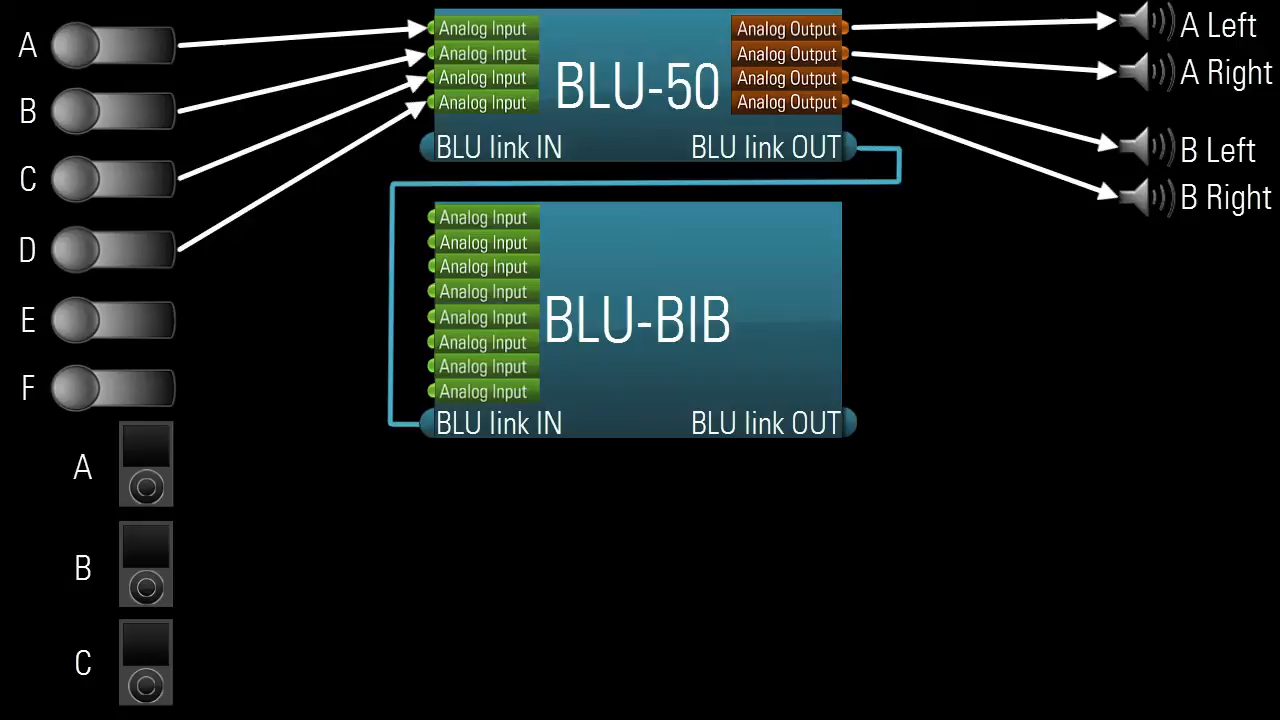 A
B
C
D
E
F
A
B
C
Analog Input
Analog Input
Analog Input
Analog Input
BLU-50
Analog Output
Analog Output
Analog Output
Analog Output
BLU link IN
BLU link OUT
Analog Input
Analog Input
Analog Input
Analog Input
Analog Input
Analog Input
Analog Input
Analog Input
BLU-BIB
BLU link IN
BLU link OUT
A Left
A Right
B Left
B Right